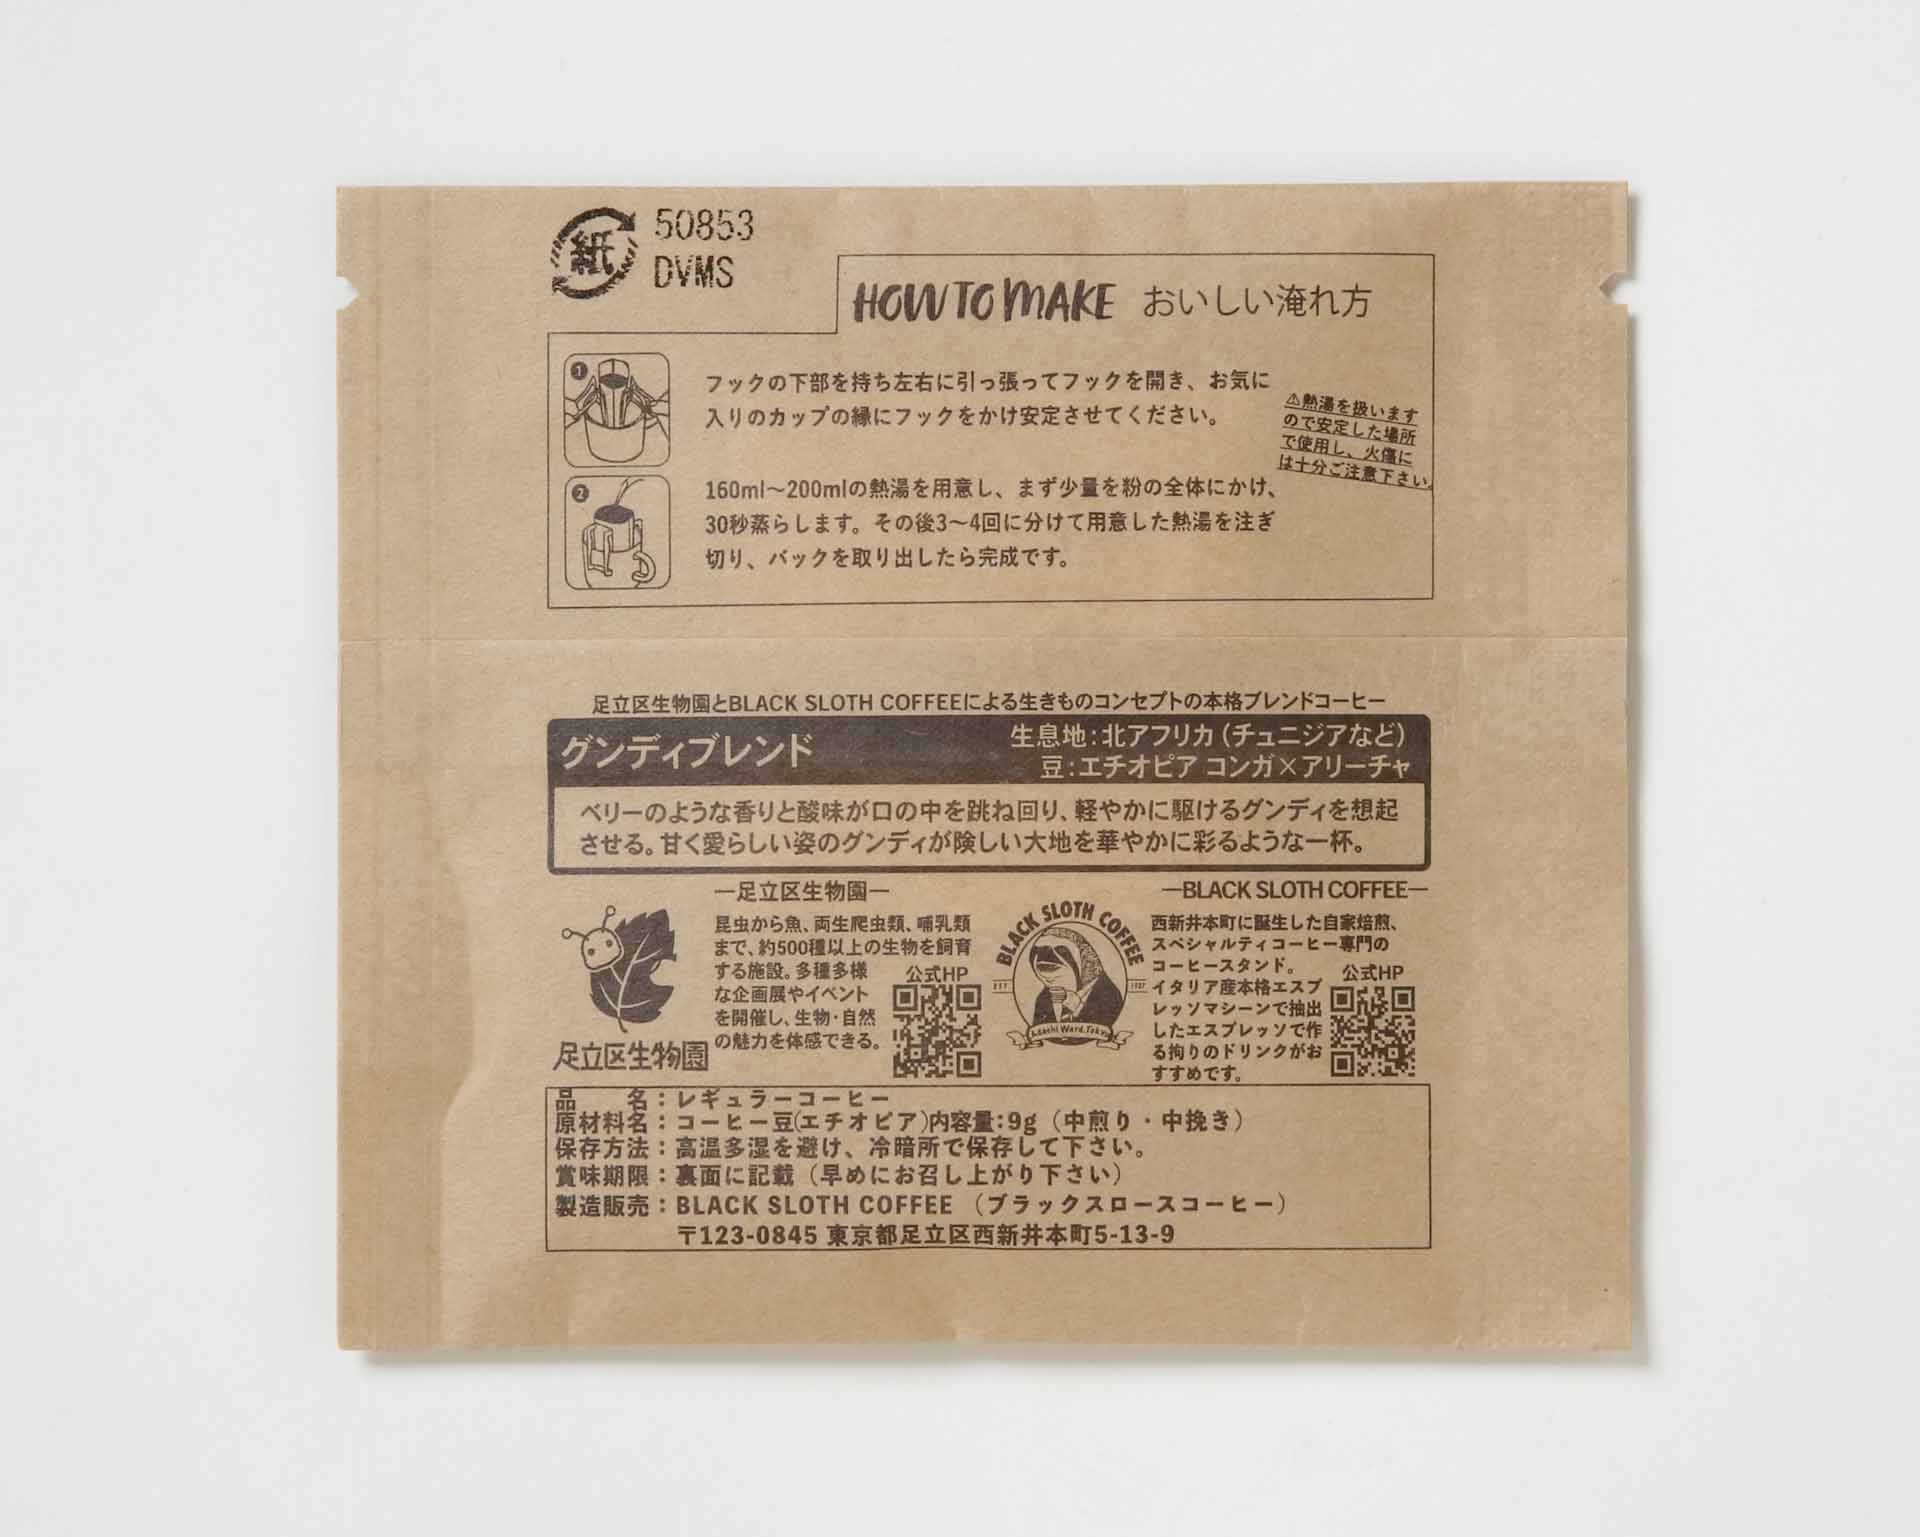 紙
50853
DVMS
HOW TO MAKE おいしい淹れ方
1
フックの下部を持ち左右に引っ張ってフックを開き、お気に
入りのカップの縁にフックをかけ安定させてください。
⚠熱湯を扱います
ので安定した場所
で使用し、火傷に
は十分ご注意下さい。
2
160ml〜200mlの熱湯を用意し、まず少量を粉の全体にかけ、
30秒蒸らします。その後3〜4回に分けて用意した熱湯を注ぎ
切り、バックを取り出したら完成です。
足立区生物園とBLACK SLOTH COFFEEによる生きものコンセプトの本格ブレンドコーヒー
グンディブレンド
生息地：北アフリカ（チュニジアなど）
豆：エチオピア コンガ×アリーチャ
ベリーのような香りと酸味が口の中を跳ね回り、軽やかに駆けるグンディを想起
させる。甘く愛らしい姿のグンディが険しい大地を華やかに彩るような一杯。
足立区生物園
―足立区生物園―
昆虫から魚、両生爬虫類、哺乳類
まで、約500種以上の生物を飼育
する施設。多種多様
な企画展やイベント
を開催し、生物・自然
の魅力を体感できる。
公式HP
BLACK SLOTH COFFEE
EST
Adachi Ward, Tokyo
―BLACK SLOTH COFFEE―
西新井本町に誕生した自家焙煎、
スペシャルティコーヒー専門の
コーヒースタンド。
イタリア産本格エスプ
レッソマシーンで抽出
したエスプレッソで作
る拘りのドリンクがお
すすめです。
公式HP
品　　名：レギュラーコーヒー
原材料名：コーヒー豆(エチオピア)内容量:9g（中煎り・中挽き）
保存方法：高温多湿を避け、冷暗所で保存して下さい。
賞味期限：裏面に記載（早めにお召し上がり下さい）
製造販売：BLACK SLOTH COFFEE （ブラックスロースコーヒー）
〒123-0845 東京都足立区西新井本町5-13-9